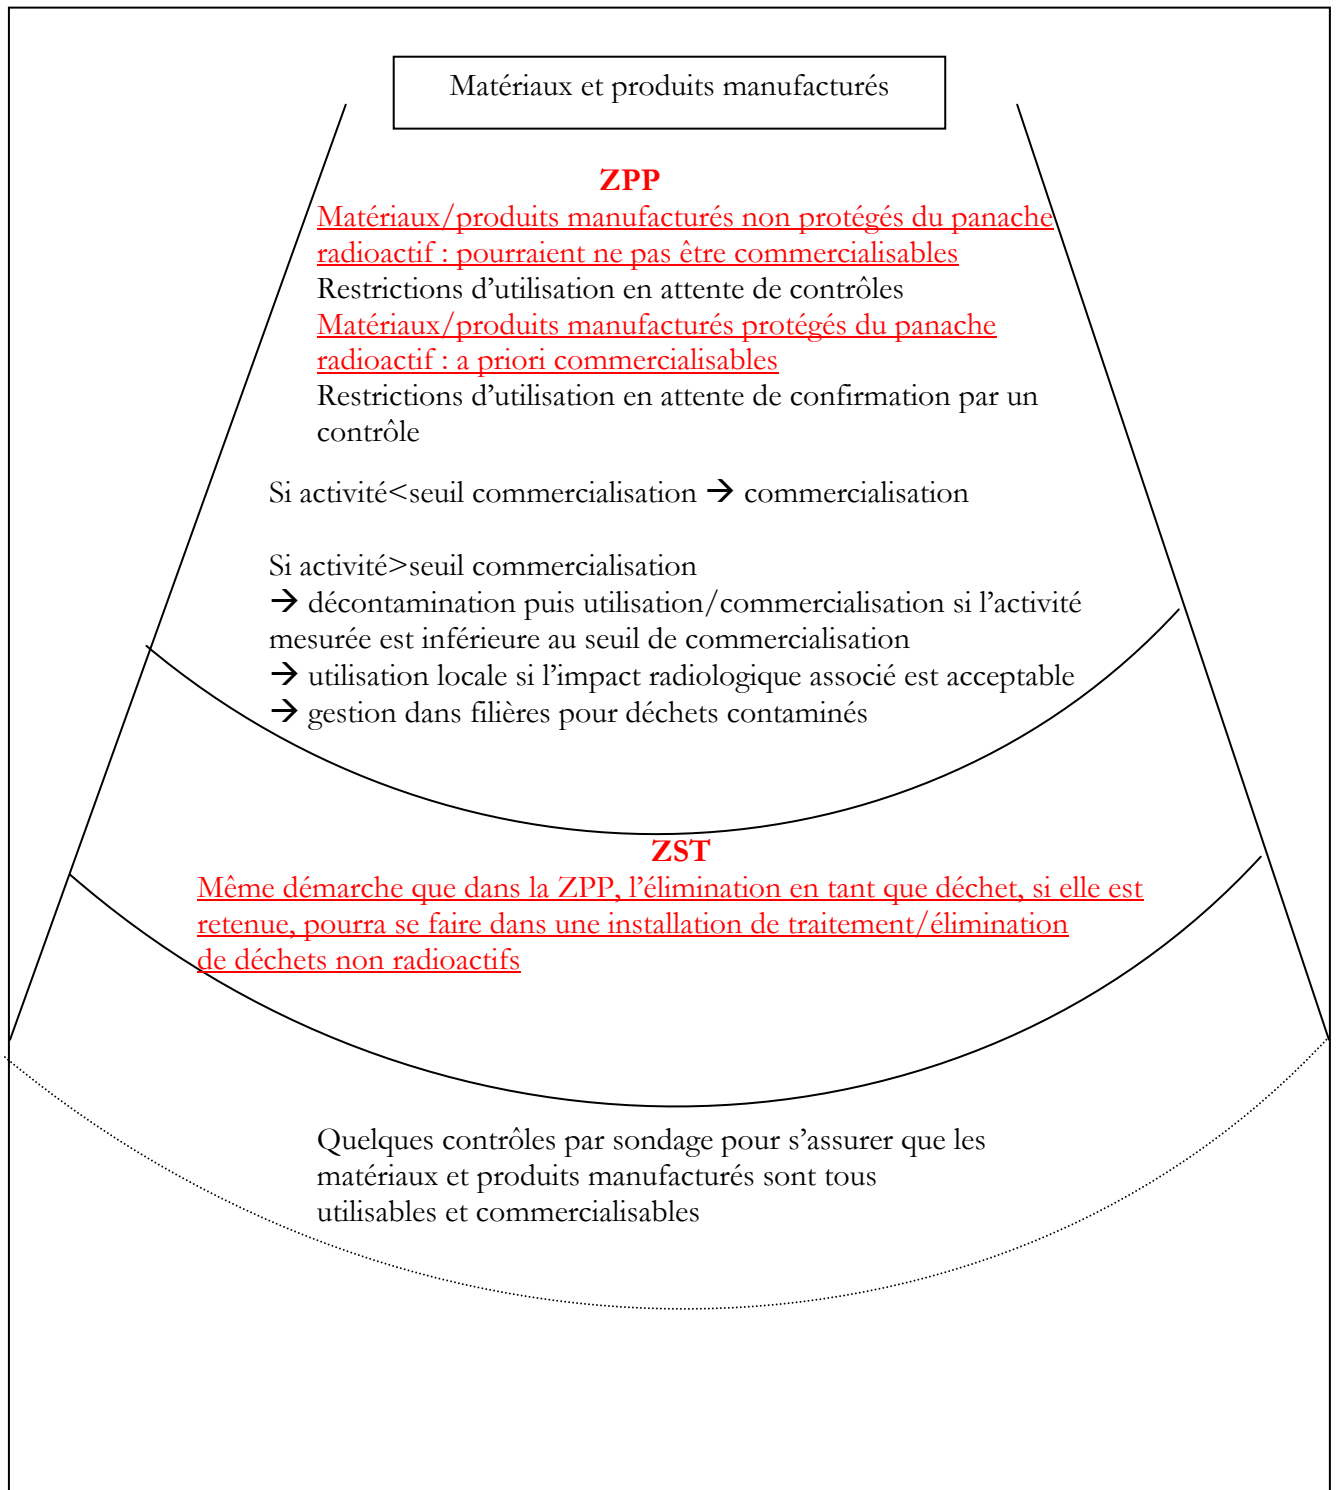 Matériaux et produits manufacturés
ZPP
Matériaux/produits manufacturés non protégés du panache
radioactif : pourraient ne pas être commercialisables
Restrictions d’utilisation en attente de contrôles
Matériaux/produits manufacturés protégés du panache
radioactif : a priori commercialisables
Restrictions d’utilisation en attente de confirmation par un
contrôle
Si activité<seuil commercialisation → commercialisation
Si activité>seuil commercialisation
→ décontamination puis utilisation/commercialisation si l’activité
mesurée est inférieure au seuil de commercialisation
→ utilisation locale si l’impact radiologique associé est acceptable
→ gestion dans filières pour déchets contaminés
ZST
Même démarche que dans la ZPP, l’élimination en tant que déchet, si elle est
retenue, pourra se faire dans une installation de traitement/élimination
de déchets non radioactifs
Quelques contrôles par sondage pour s’assurer que les
matériaux et produits manufacturés sont tous
utilisables et commercialisables